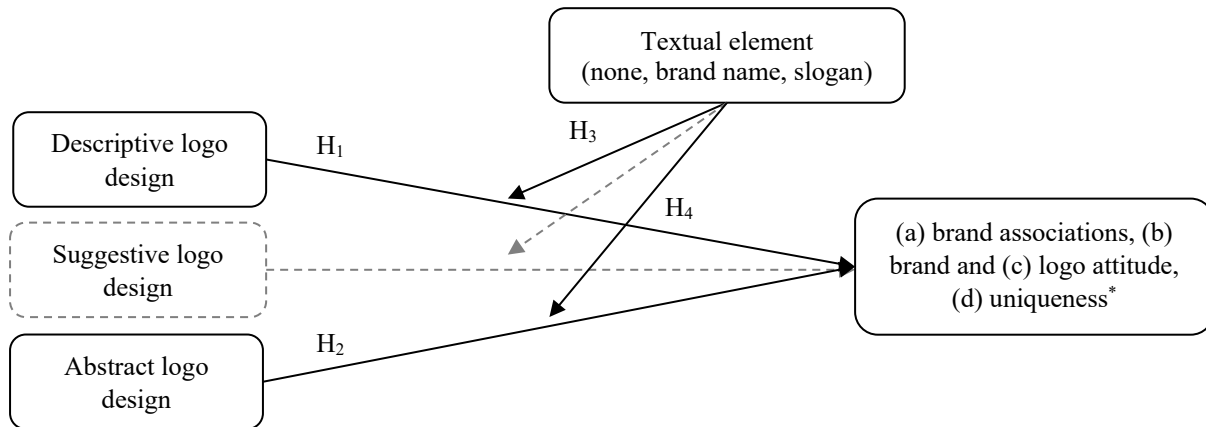 Textual element
(none, brand name, slogan)
H3
H1
Descriptive logo
design
H4
Suggestive logo
design
(a) brand associations, (b)
brand and (c) logo attitude,
(d) uniqueness*
H2
Abstract logo
design